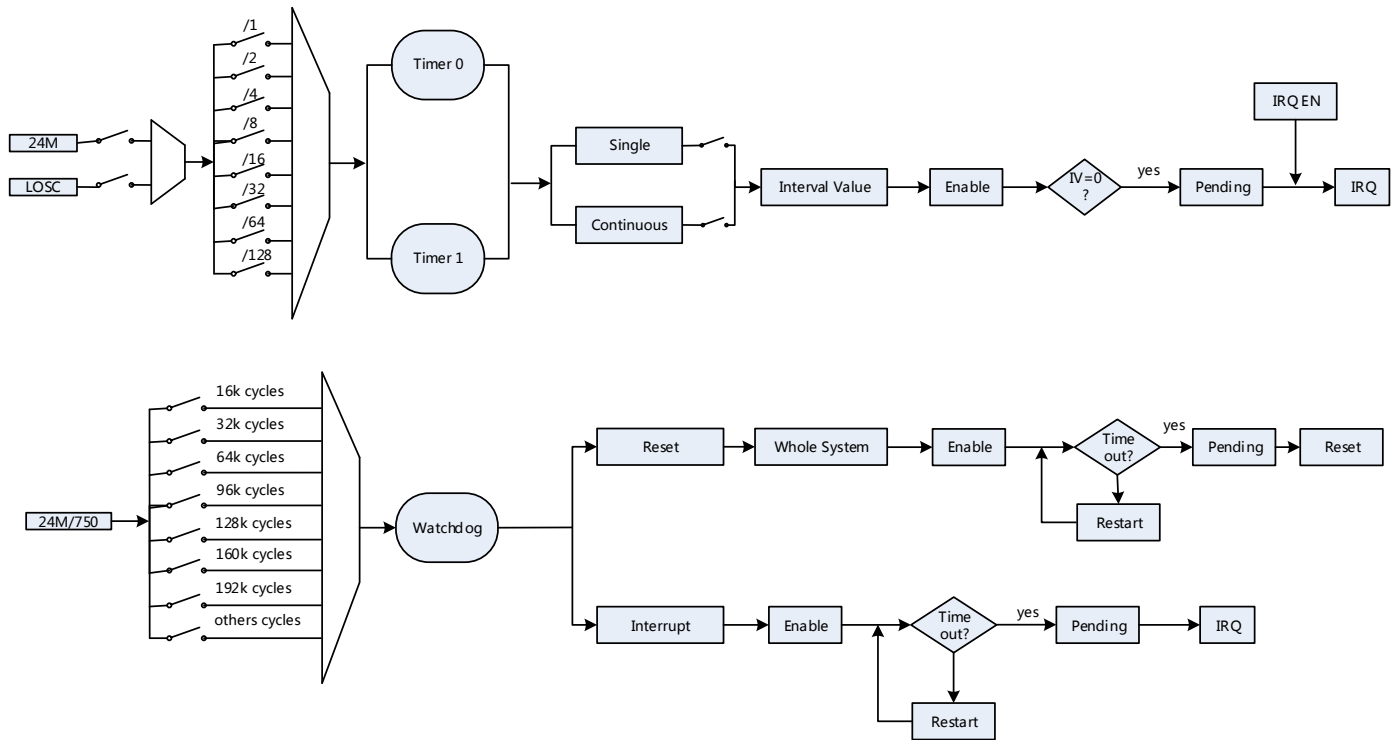 /1
/2
/4
/8
/16
/32
/64
/128
24M
LOSC
Timer 0
Timer 1
Single
Continuous
Interval Value
Enable
IV=0
?
yes
Pending
IRQ EN
IRQ
16k cycles
32k cycles
64k cycles
96k cycles
128k cycles
160k cycles
192k cycles
others cycles
24M/750
Watchdog
Reset
Whole System
Enable
Time
out?
yes
Pending
Reset
Restart
Interrupt
Enable
Time
out?
yes
Pending
IRQ
Restart